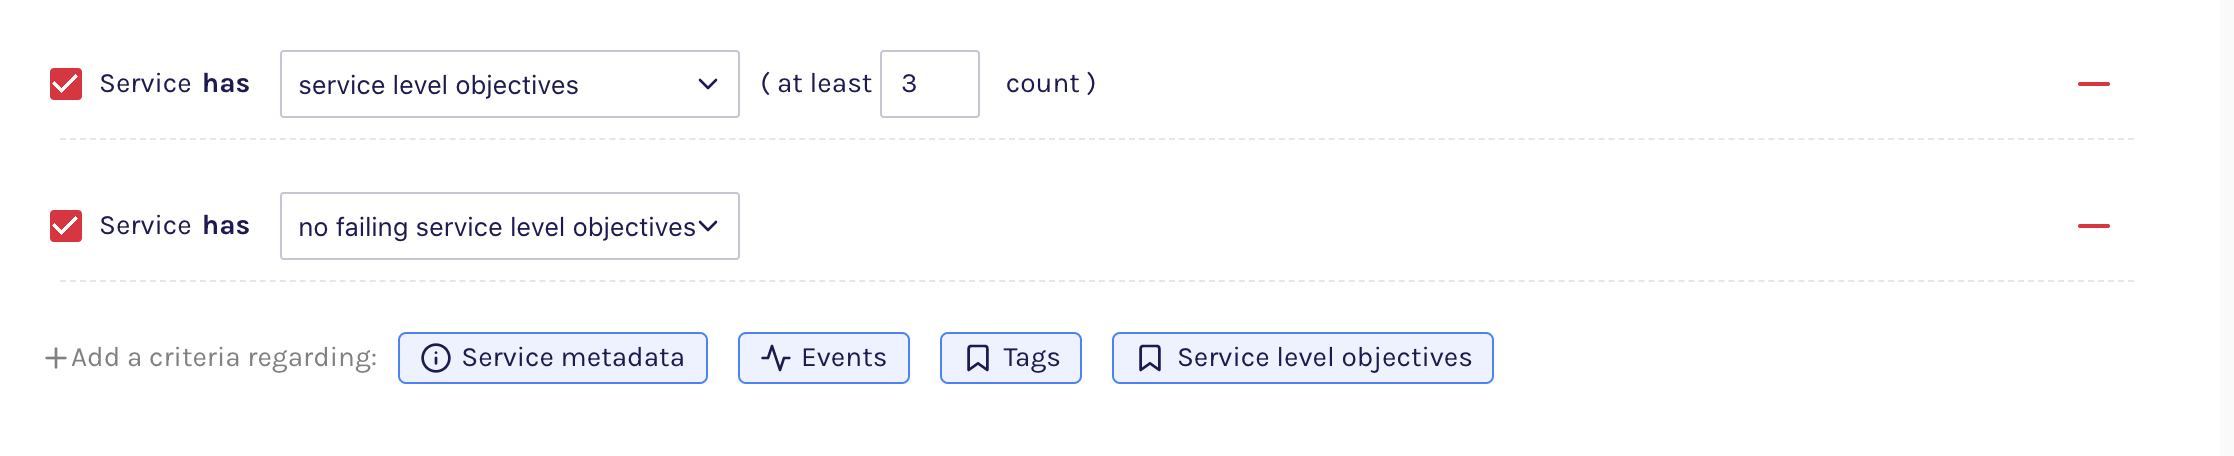 Service has service level objectives ( at least 3 count )
Service has no failing service level objectives
Add a criteria regarding: Service metadata Events Tags Service level objectives